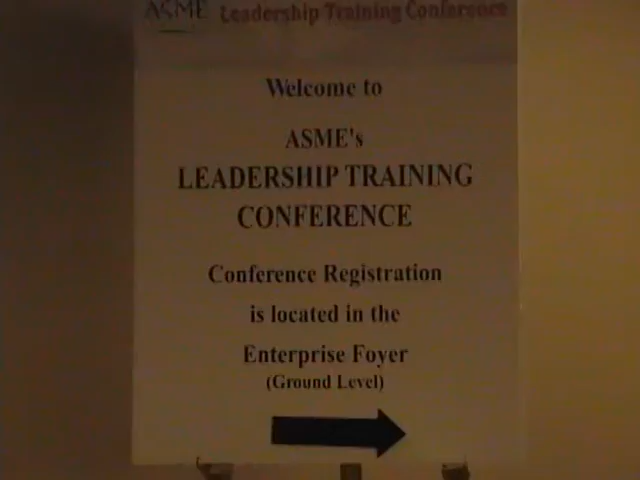 ASME Leadership Training Conference
Welcome to
ASME's
LEADERSHIP TRAINING
CONFERENCE
Conference Registration
is located in the
Enterprise Foyer
(Ground Level)